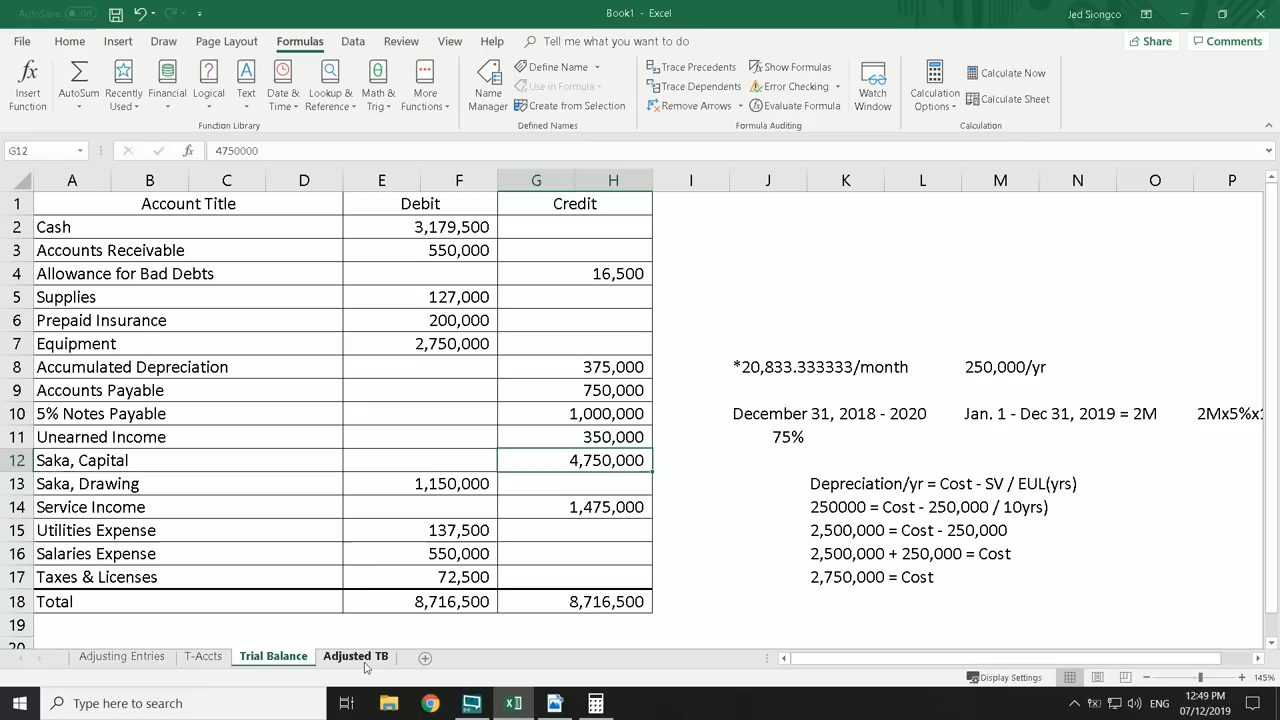 AutoSave Off
Book1 - Excel
Jed Siongco
File Home Insert Draw Page Layout Formulas Data Review View Help Tell me what you want to do Share Comments
Insert Function
AutoSum
Recently Used
Financial
Logical
Text
Date & Time
Lookup & Reference
Math & Trig
More Functions
Function Library
Name Manager
Define Name
Use in Formula
Create from Selection
Defined Names
Trace Precedents
Trace Dependents
Remove Arrows
Show Formulas
Error Checking
Evaluate Formula
Formula Auditing
Watch Window
Calculation Options
Calculate Now
Calculate Sheet
Calculation
G12 fx 4750000
A B C D E F G H I J K L M N O P
1 Account Title Debit Credit
2 Cash 3,179,500
3 Accounts Receivable 550,000
4 Allowance for Bad Debts 16,500
5 Supplies 127,000
6 Prepaid Insurance 200,000
7 Equipment 2,750,000
8 Accumulated Depreciation 375,000 *20,833.333333/month 250,000/yr
9 Accounts Payable 750,000
10 5% Notes Payable 1,000,000 December 31, 2018 - 2020 Jan. 1 - Dec 31, 2019 = 2M 2Mx5%x
11 Unearned Income 350,000 75%
12 Saka, Capital 4,750,000
13 Saka, Drawing 1,150,000 Depreciation/yr = Cost - SV / EUL(yrs)
14 Service Income 1,475,000 250000 = Cost - 250,000 / 10yrs)
15 Utilities Expense 137,500 2,500,000 = Cost - 250,000
16 Salaries Expense 550,000 2,500,000 + 250,000 = Cost
17 Taxes & Licenses 72,500 2,750,000 = Cost
18 Total 8,716,500 8,716,500
19
20
Adjusting Entries T-Accts Trial Balance Adjusted TB
Display Settings 145%
Type here to search
ENG
12:49 PM
07/12/2019